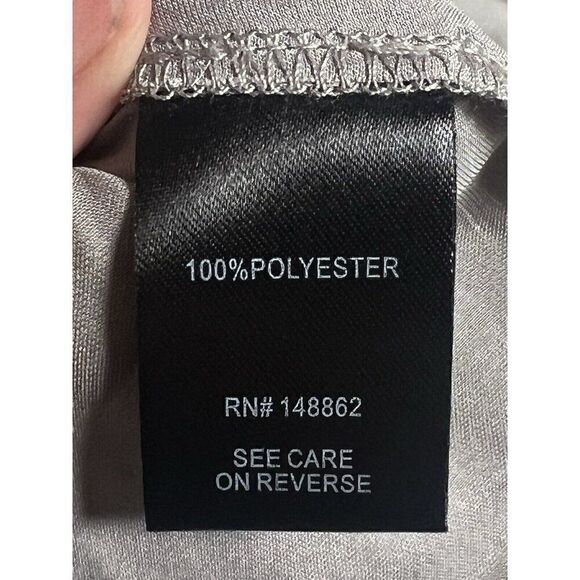 100%POLYESTER
RN# 148862
SEE CARE
ON REVERSE